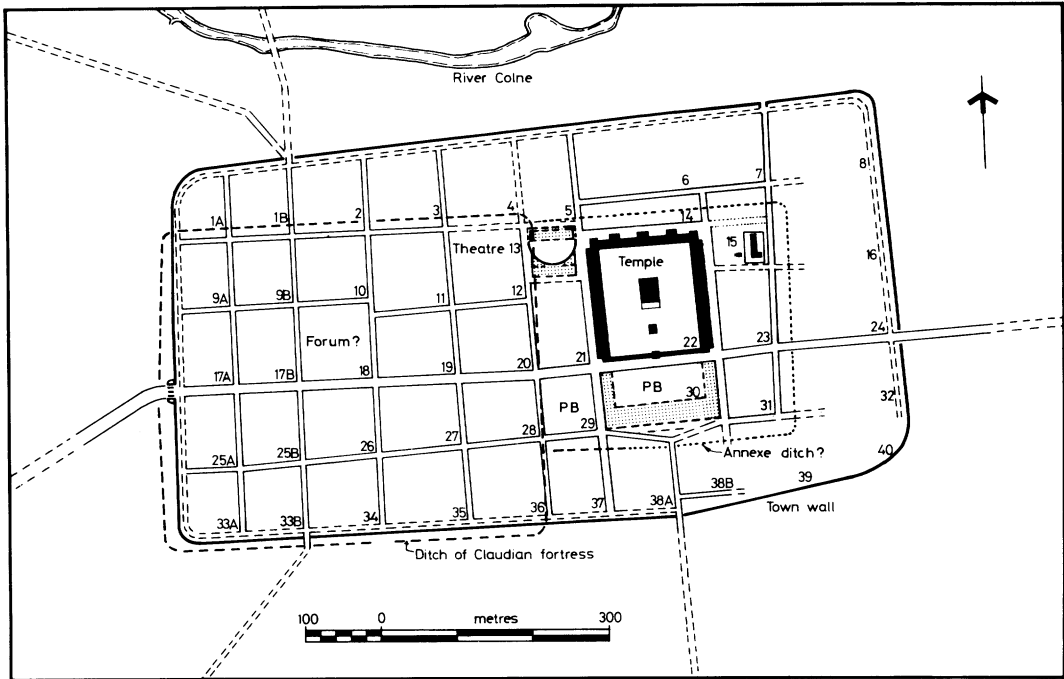 River Colne
8
7
6
1A
1B
2
3
4
5
14
Theatre 13
Temple
15
16
9A
9B
10
11
12
Forum?
17A
17B
18
19
20
21
22
23
24
PB
PB
30
31
32
29
25A
25B
26
27
28
Annexe ditch?
40
39
33A
33B
34
35
36
37
38A
38B
Town wall
Ditch of Claudian fortress
100 0 metres 300